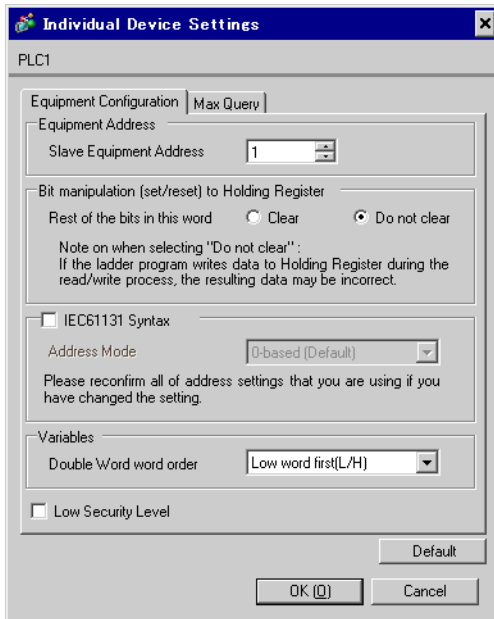 Individual Device Settings
PLC1
Equipment Configuration Max Query
Equipment Address
Slave Equipment Address 1
Bit manipulation (set/reset) to Holding Register
Rest of the bits in this word Clear Do not clear
Note on when selecting "Do not clear" :
If the ladder program writes data to Holding Register during the
read/write process, the resulting data may be incorrect.
IEC61131 Syntax
Address Mode 0-based (Default)
Please reconfirm all of address settings that you are using if you
have changed the setting.
Variables
Double Word word order Low word first(L/H)
Low Security Level
Default
OK (O) Cancel